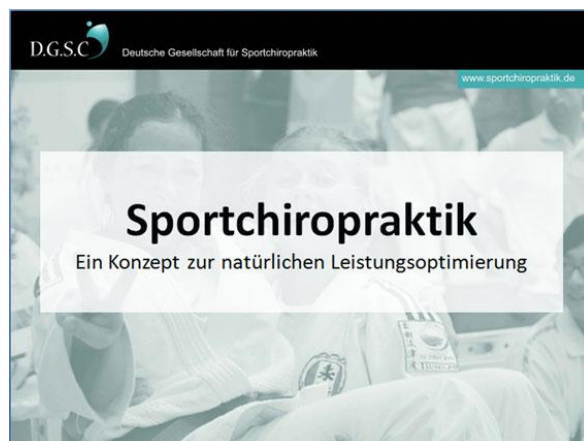 D.G.S.C
Deutsche Gesellschaft für Sportchiropraktik
www.sportchiropraktik.de
Sportchiropraktik
Ein Konzept zur natürlichen Leistungsoptimierung